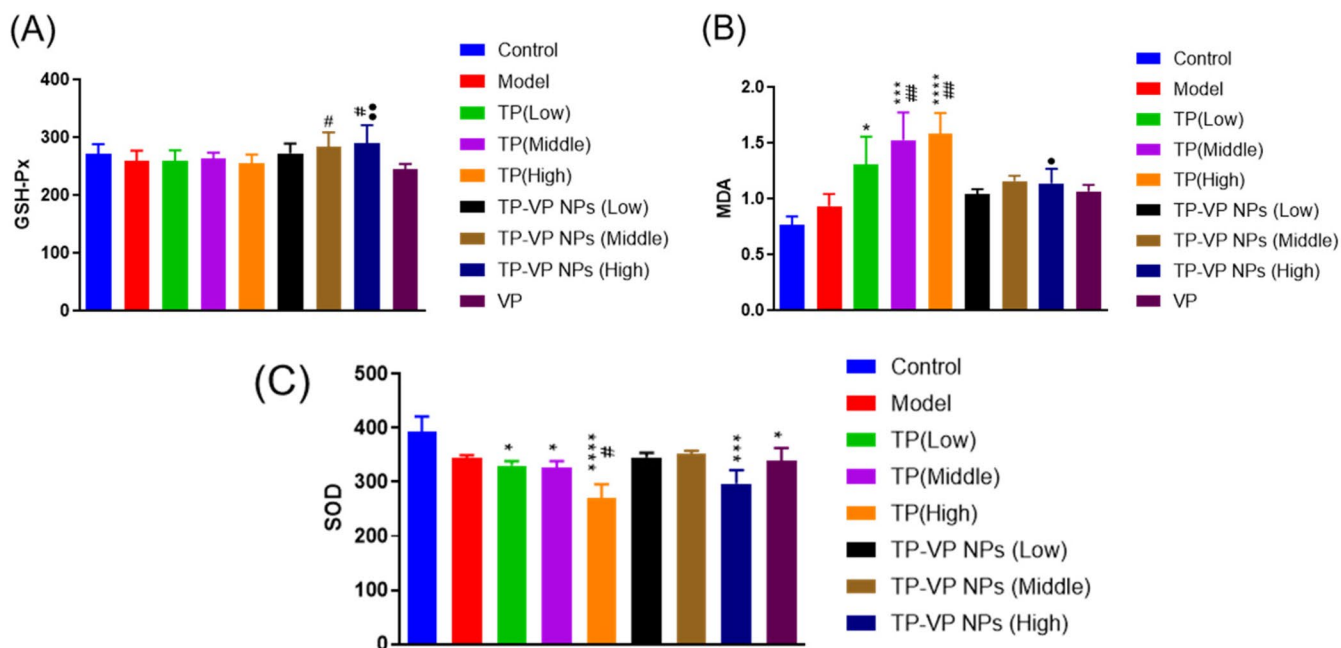 (A)
GSH-Px
400
300
200
100
0
#
#
••
Control
Model
TP(Low)
TP(Middle)
TP(High)
TP-VP NPs (Low)
TP-VP NPs (Middle)
TP-VP NPs (High)
VP
(B)
MDA
2.0
1.5
1.0
0.5
0.0
*
***
##
****
##
•
Control
Model
TP(Low)
TP(Middle)
TP(High)
TP-VP NPs (Low)
TP-VP NPs (Middle)
TP-VP NPs (High)
VP
(C)
SOD
500
400
300
200
100
0
*
*
****
#
***
*
Control
Model
TP(Low)
TP(Middle)
TP(High)
TP-VP NPs (Low)
TP-VP NPs (Middle)
TP-VP NPs (High)